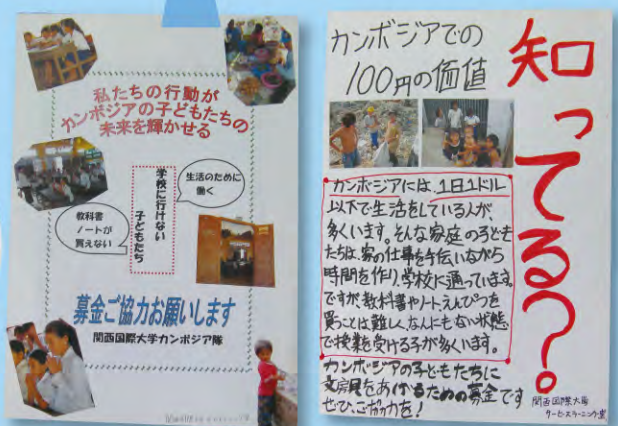 私たちの行動が
カンボジアの子どもたちの
未来を輝かせる
生活のために
働く
学校に行けない
子どもたち
教科書
ノートが
買えない
募金ご協力お願いします
関西国際大学カンボジア隊
カンボジアでの
100円の価値
知ってる?
カンボジアには、1日1ドル
以下で生活をしている人が、
多くいます。そんな家庭の子ども
たちは、家の仕事を手伝いながら
時間を作り、学校に通っています。
ですが、教科書やノート、えんぴつを
買うことは難しく、なんにもない状態
で授業を受ける子が多くいます。
カンボジアの子どもたちに
文房具をあげるための募金です
ぜひ、ご協力を!
関西国際大学
サービスラーニング室